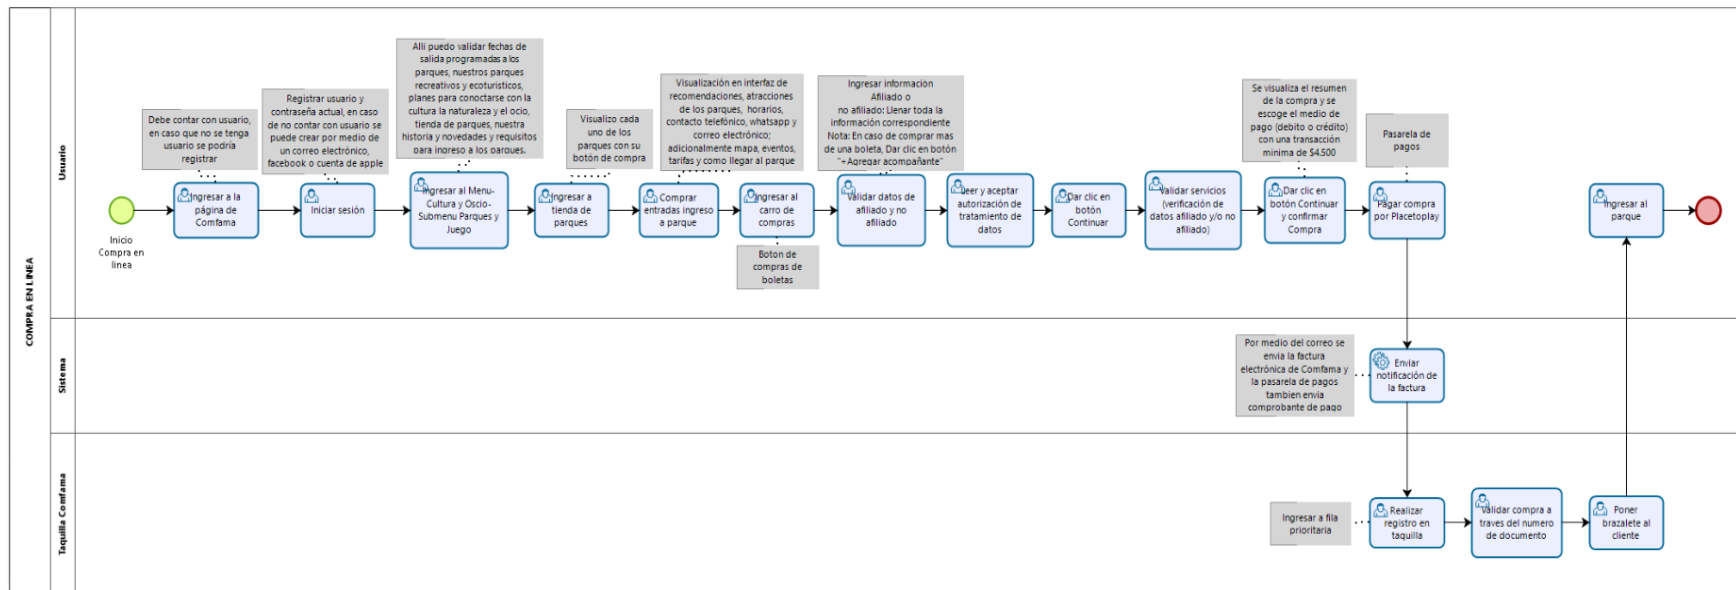 COMPRA EN LINEA
Usuario
Inicio
Compra en
linea
Debe contar con usuario,
en caso que no se tenga
usuario se podría
registrar
Ingresar a la
página de
Comfama
Registrar usuario y
contraseña actual, en caso
de no contar con usuario se
puede crear por medio de
un correo electrónico,
facebook o cuenta de apple
Iniciar sesión
Allí puedo validar fechas de
salida programadas a los
parques, nuestros parques
recreativos y ecoturisticos,
planes para conoctarse con la
cultura la naturaleza y el ocio,
tienda de parques, nuestra
historia y novedades y requisitos
para ingreso a los parques.
Ingresar al Menu-
Cultura y Oscio-
Submenu Parques y
Juego
Visualizo cada
uno de los
parques con su
botón de compra
Ingresar a
tienda de
parques
Visualización en interfaz de
recomendaciones, atracciones
de los parques, horarios,
contacto telefónico, whatsapp y
correo electrónico;
adicionalmente mapa, eventos,
tarifas y como llegar al parque
Comprar
entradas ingreso
a parque
Ingresar al
carro de
compras
Boton de
compras de
boletas
Ingresar información
Afiliado o
no afiliado: Llenar toda la
información correspondiente
Nota: En caso de comprar mas
de una boleta, Dar clic en botón
"+Agregar acompañante"
Validar datos de
afiliado y no
afiliado
Leer y aceptar
autorización de
tratamiento de
datos
Dar clic en
botón
Continuar
Validar servicios
(verificación de
datos afiliado y/o no
afiliado)
Se visualiza el resumen
de la compra y se
escoge el medio de
pago (debito o crédito)
con una transacción
minima de $4.500
Dar clic en
botón Continuar
y confirmar
Compra
Pasarela de
pagos
Pagar compra
por Placetoplay
Ingresar al
parque
Sistema
Por medio del correo se
envia la factura
electrónica de Comfama y
la pasarela de pagos
tambien envia
comprobante de pago
Enviar
notificación de
la factura
Taquilla Comfama
Ingresar a fila
prioritaria
Realizar
registro en
taquilla
Validar compra a
traves del numero
de documento
Poner
brazalete al
cliente